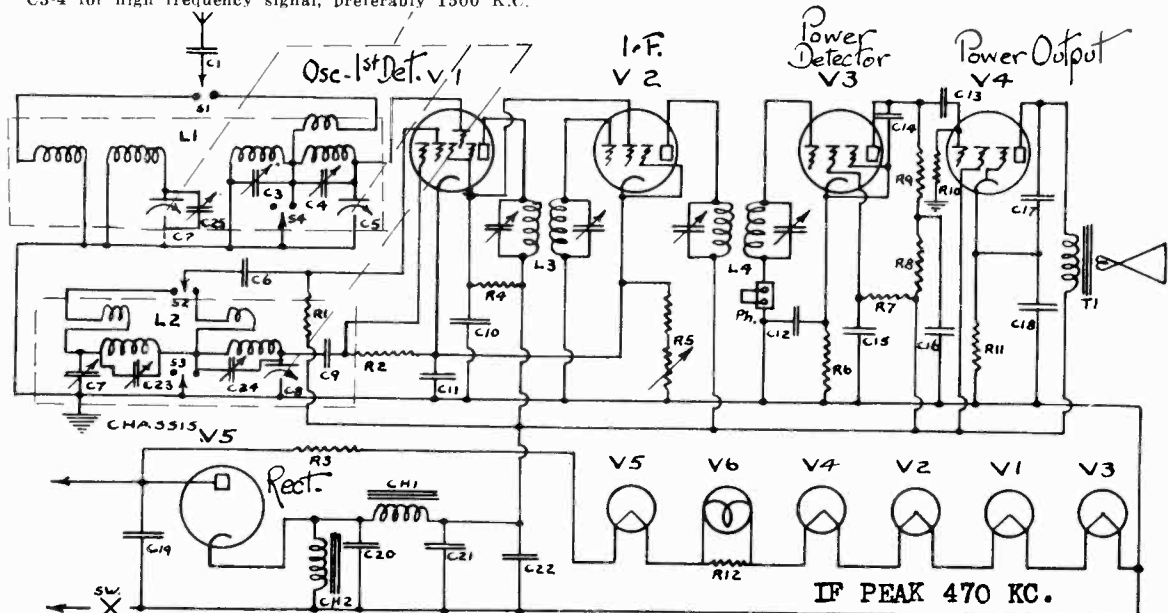 C3-4 for high frequency signal, preferably 1500 K.C.
C1
S1
Osc-1st Det. V1
I.F.
V2
Power
Detector
V3
Power Output
V4
C13
C14
L1
C3
C4
S4
C5
C?
C25
R9
R10
C17
L3
L4
T1
S2
C6
R1
L2
R4
C10
Ph.
C12
R7
R8
C15
C16
R5
R6
R11
C18
C7
S3
C23
C24
C8
C9
R2
C11
CHASSIS
V5
Rect.
R3
CH1
V5
V6
V4
V2
V1
V3
C19
C20
C21
C22
CH2
R12
SW.
IF PEAK 470 KC.